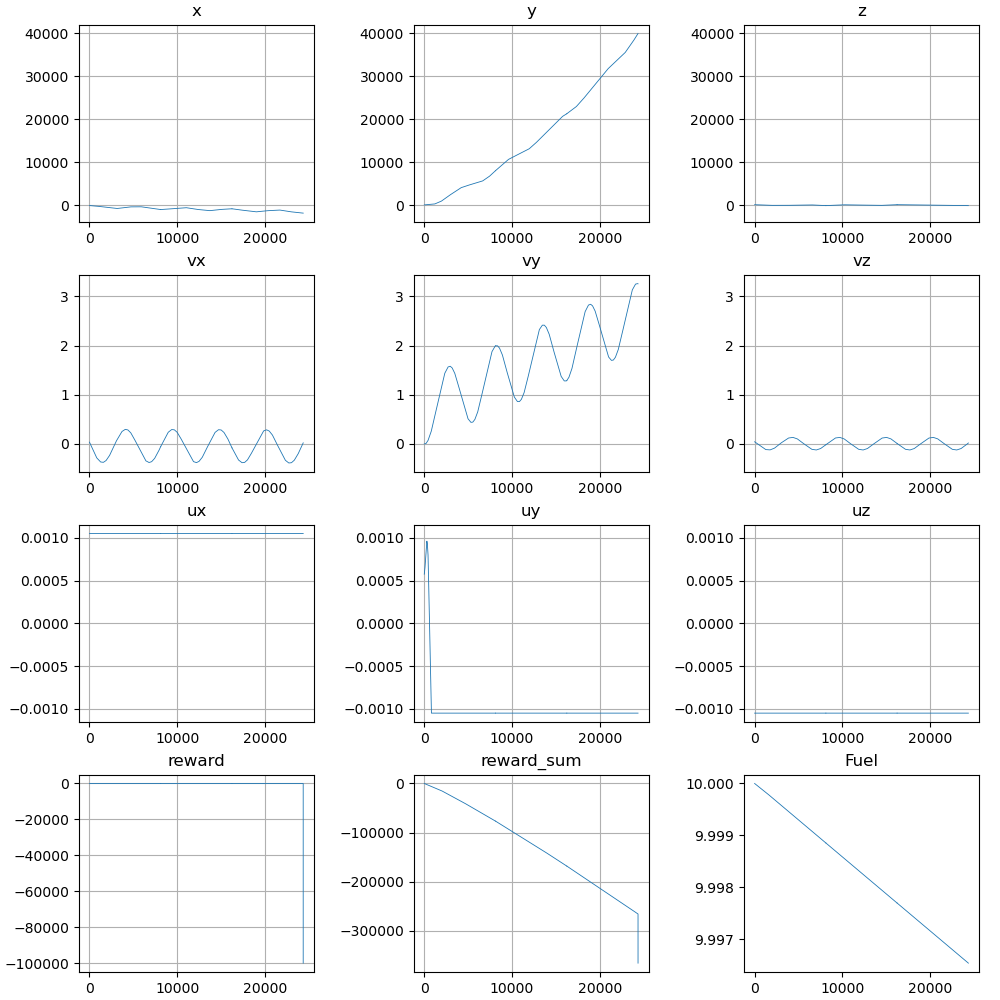 x y z
40000 40000 40000
30000 30000 30000
20000 20000 20000
10000 10000 10000
0 0 0
0 10000 20000 0 10000 20000 0 10000 20000
vx vy vz
3 3 3
2 2 2
1 1 1
0 0 0
0 10000 20000 0 10000 20000 0 10000 20000
ux uy uz
0.0010 0.0010 0.0010
0.0005 0.0005 0.0005
0.0000 0.0000 0.0000
−0.0005 −0.0005 −0.0005
−0.0010 −0.0010 −0.0010
0 10000 20000 0 10000 20000 0 10000 20000
reward reward_sum Fuel
0 0 10.000
−20000 −100000 9.999
−40000 −200000 9.998
−60000 −300000 9.997
−80000
−100000
0 10000 20000 0 10000 20000 0 10000 20000